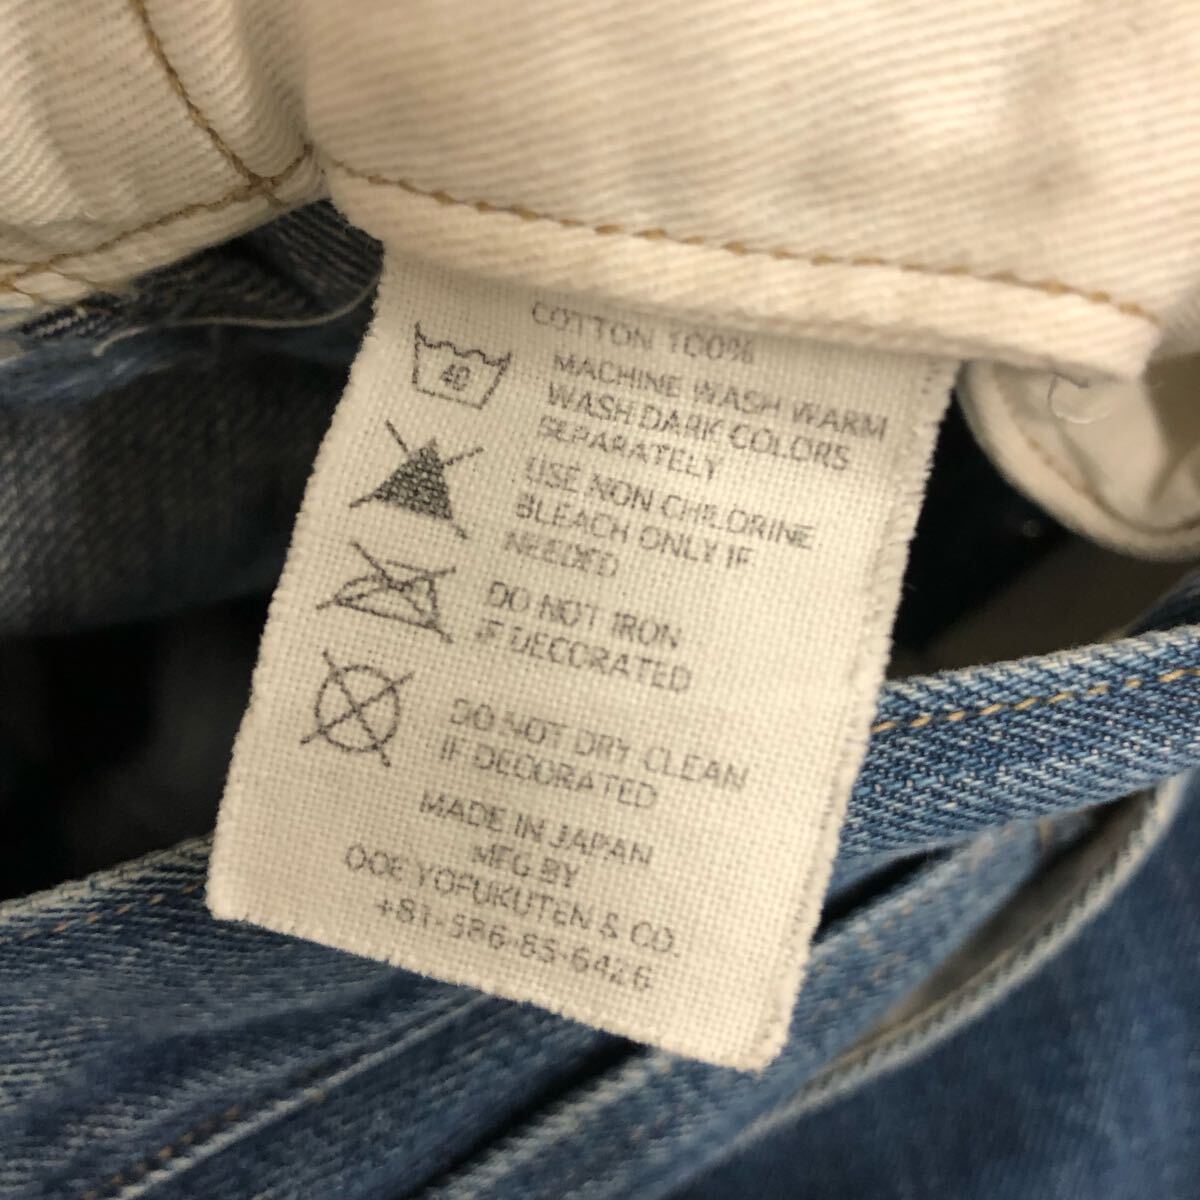 COTTON 100%
40
MACHINE WASH WARM
WASH DARK COLORS
SEPARATELY
USE NON CHLORINE
BLEACH ONLY IF
NEEDED
DO NOT IRON
IF DECORATED
DO NOT DRY CLEAN
IF DECORATED
MADE IN JAPAN
MFG BY
OOE YOFUKUTEN & CO.
+81-586-85-6426